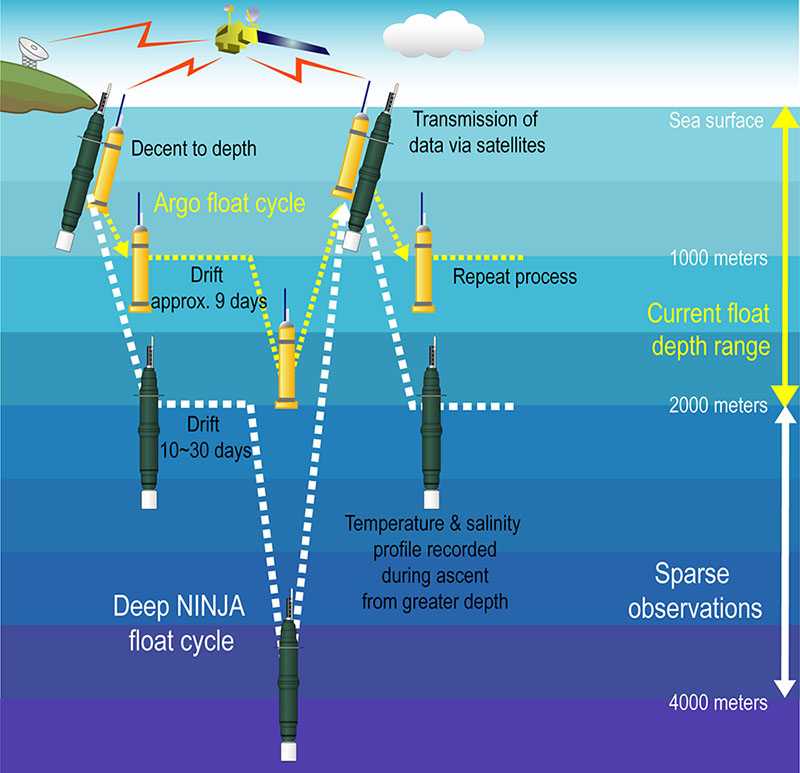 Transmission of
data via satellites
Sea surface
Decent to depth
Argo float cycle
1000 meters
Drift
approx. 9 days
Repeat process
Current float
depth range
2000 meters
Drift
10~30 days
Temperature & salinity
profile recorded
during ascent
from greater depth
Sparse
observations
Deep NINJA
float cycle
4000 meters